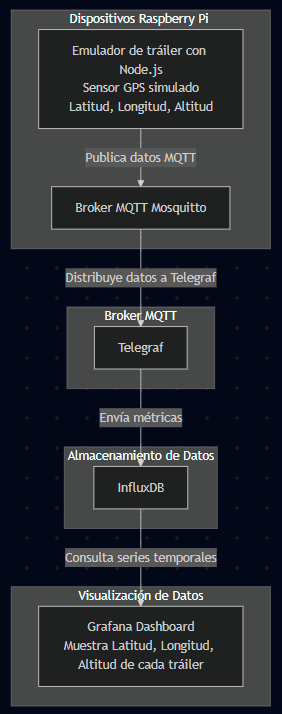 Dispositivos Raspberry Pi
Emulador de tráiler con
Node.js
Sensor GPS simulado
Latitud, Longitud, Altitud
Publica datos MQTT
Broker MQTT Mosquitto
Distribuye datos a Telegraf
Broker MQTT
Telegraf
Envía métricas
Almacenamiento de Datos
InfluxDB
Consulta series temporales
Visualización de Datos
Grafana Dashboard
Muestra Latitud, Longitud,
Altitud de cada tráiler